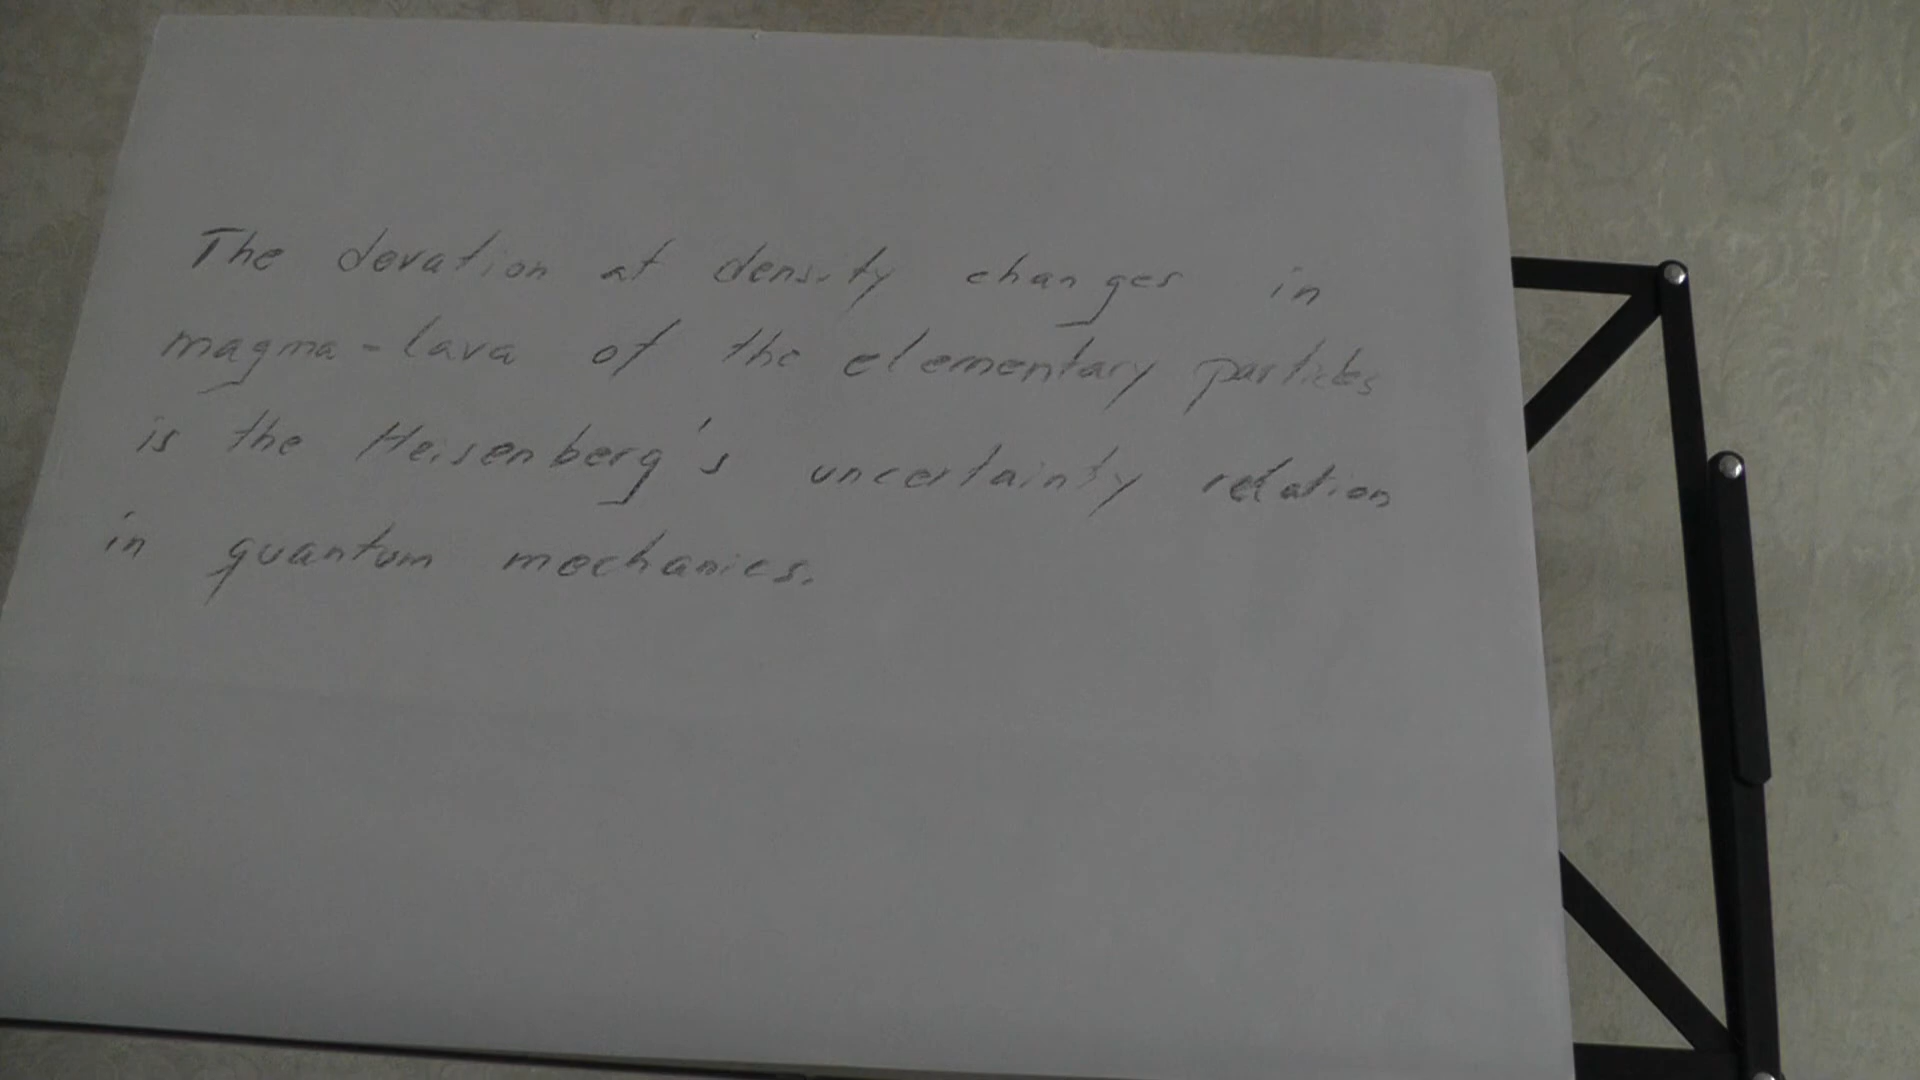 The dovation at density changes in
magma-lava of the elementary particles
is the Heisenberg's uncertainty relation
in quantum mechanics.